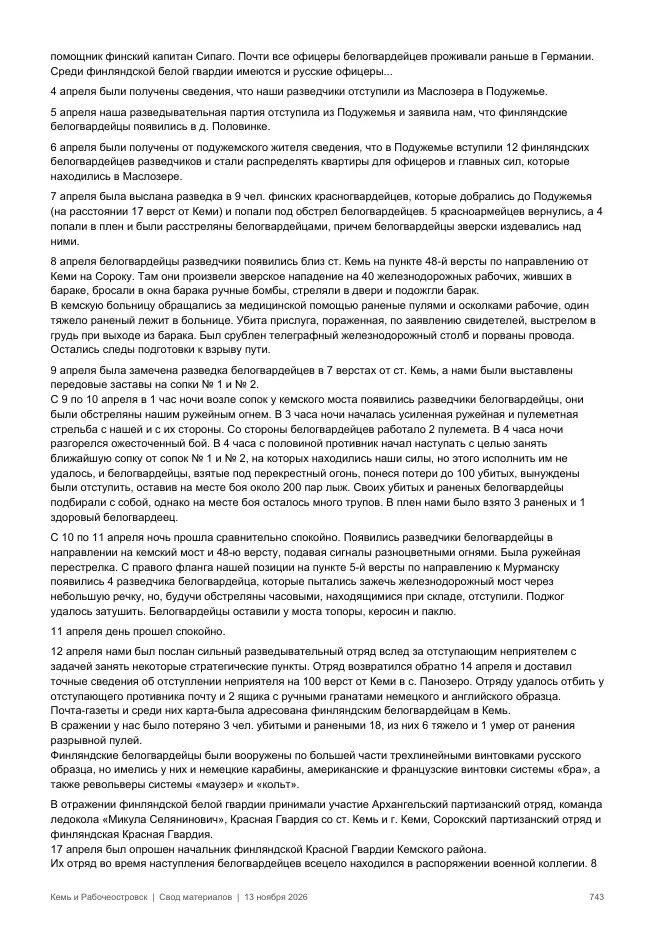 помощник финский капитан Сипаго. Почти все офицеры белогвардейцев проживали раньше в Германии.
Среди финляндской белой гвардии имеются и русские офицеры...
4 апреля были получены сведения, что наши разведчики отступили из Маслозера в Подужемье.
5 апреля наша разведывательная партия отступила из Подужемья и заявила нам, что финляндские
белогвардейцы появились в д. Половинке.
6 апреля были получены от подужемского жителя сведения, что в Подужемье вступили 12 финляндских
белогвардейцев разведчиков и стали распределять квартиры для офицеров и главных сил, которые
находились в Маслозере.
7 апреля была выслана разведка в 9 чел. финских красногвардейцев, которые добрались до Подужемья
(на расстоянии 17 верст от Кеми) и попали под обстрел белогвардейцев. 5 красноармейцев вернулись, а 4
попали в плен и были расстреляны белогвардейцами, причем белогвардейцы зверски издевались над
ними.
8 апреля белогвардейцы разведчики появились близ ст. Кемь на пункте 48-й версты по направлению от
Кеми на Сороку. Там они произвели зверское нападение на 40 железнодорожных рабочих, живших в
бараке, бросали в окна барака ручные бомбы, стреляли в двери и подожгли барак.
В кемскую больницу обращались за медицинской помощью раненые пулями и осколками рабочие, один
тяжело раненый лежит в больнице. Убита прислуга, пораженная, по заявлению свидетелей, выстрелом в
грудь при выходе из барака. Был срублен телеграфный железнодорожный столб и порваны провода.
Остались следы подготовки к взрыву пути.
9 апреля была замечена разведка белогвардейцев в 7 верстах от ст. Кемь, а нами были выставлены
передовые заставы на сопки № 1 и № 2.
С 9 по 10 апреля в 1 час ночи возле сопок у кемского моста появились разведчики белогвардейцы, они
были обстреляны нашим ружейным огнем. В 3 часа ночи началась усиленная ружейная и пулеметная
стрельба с нашей и с их стороны. Со стороны белогвардейцев работало 2 пулемета. В 4 часа ночи
разгорелся ожесточенный бой. В 4 часа с половиной противник начал наступать с целью занять
ближайшую сопку от сопок № 1 и № 2, на которых находились наши силы, но этого исполнить им не
удалось, и белогвардейцы, взятые под перекрестный огонь, понеся потери до 100 убитых, вынуждены
были отступить, оставив на месте боя около 200 пар лыж. Своих убитых и раненых белогвардейцы
подбирали с собой, однако на месте боя осталось много трупов. В плен нами было взято 3 раненых и 1
здоровый белогвардеец.
С 10 по 11 апреля ночь прошла сравнительно спокойно. Появились разведчики белогвардейцы в
направлении на кемский мост и 48-ю версту, подавая сигналы разноцветными огнями. Была ружейная
перестрелка. С правого фланга нашей позиции на пункте 5-й версты по направлению к Мурманску
появились 4 разведчика белогвардейца, которые пытались зажечь железнодорожный мост через
небольшую речку, но, будучи обстреляны часовыми, находящимися при складе, отступили. Поджог
удалось затушить. Белогвардейцы оставили у моста топоры, керосин и паклю.
11 апреля день прошел спокойно.
12 апреля нами был послан сильный разведывательный отряд вслед за отступающим неприятелем с
задачей занять некоторые стратегические пункты. Отряд возвратился обратно 14 апреля и доставил
точные сведения об отступлении неприятеля на 100 верст от Кеми в с. Панозеро. Отряду удалось отбить у
отступающего противника почту и 2 ящика с ручными гранатами немецкого и английского образца.
Почта-газеты и среди них карта-была адресована финляндским белогвардейцам в Кемь.
В сражении у нас было потеряно 3 чел. убитыми и ранеными 18, из них 6 тяжело и 1 умер от ранения
разрывной пулей.
Финляндские белогвардейцы были вооружены по большей части трехлинейными винтовками русского
образца, но имелись у них и немецкие карабины, американские и французские винтовки системы «бра», а
также револьверы системы «маузер» и «кольт».
В отражении финляндской белой гвардии принимали участие Архангельский партизанский отряд, команда
ледокола «Микула Селянинович», Красная Гвардия со ст. Кемь и г. Кеми, Сорокский партизанский отряд и
финляндская Красная Гвардия.
17 апреля был опрошен начальник финляндской Красной Гвардии Кемского района.
Их отряд во время наступления белогвардейцев всецело находился в распоряжении военной коллегии. 8
Кемь и Рабочеостровск | Свод материалов | 13 ноября 2026 743